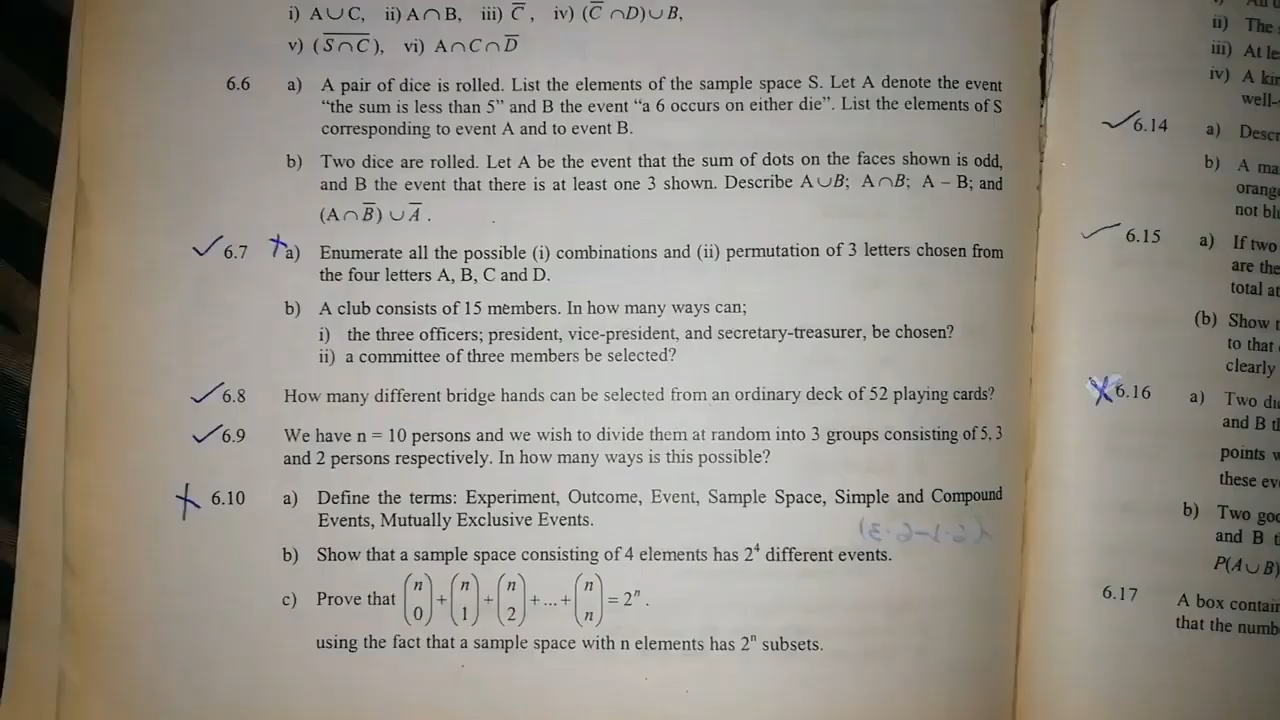 i) A∪C, ii) A∩B, iii) C̅, iv) (C̅ ∩D)∪B,
v) (S̅∩̅C̅), vi) A∩C∩D̅
6.6 a) A pair of dice is rolled. List the elements of the sample space S. Let A denote the event
“the sum is less than 5” and B the event “a 6 occurs on either die”. List the elements of S
corresponding to event A and to event B.
b) Two dice are rolled. Let A be the event that the sum of dots on the faces shown is odd,
and B the event that there is at least one 3 shown. Describe A∪B; A∩B; A – B; and
(A∩B̅) ∪ A̅ .
6.7 a) Enumerate all the possible (i) combinations and (ii) permutation of 3 letters chosen from
the four letters A, B, C and D.
b) A club consists of 15 members. In how many ways can;
i) the three officers; president, vice-president, and secretary-treasurer, be chosen?
ii) a committee of three members be selected?
6.8 How many different bridge hands can be selected from an ordinary deck of 52 playing cards?
6.9 We have n = 10 persons and we wish to divide them at random into 3 groups consisting of 5, 3
and 2 persons respectively. In how many ways is this possible?
6.10 a) Define the terms: Experiment, Outcome, Event, Sample Space, Simple and Compound
Events, Mutually Exclusive Events.
b) Show that a sample space consisting of 4 elements has 2⁴ different events.
c) Prove that (n 0) + (n 1) + (n 2) + ... + (n n) = 2ⁿ .
using the fact that a sample space with n elements has 2ⁿ subsets.
ii) The
iii) At le
iv) A kin
well-
6.14 a) Descr
b) A ma
orang
not bl
6.15 a) If two
are the
total at
(b) Show
to that
clearly
6.16 a) Two di
and B t
points w
these ev
b) Two goo
and B t
P(A∪B)
6.17 A box contain
that the numb